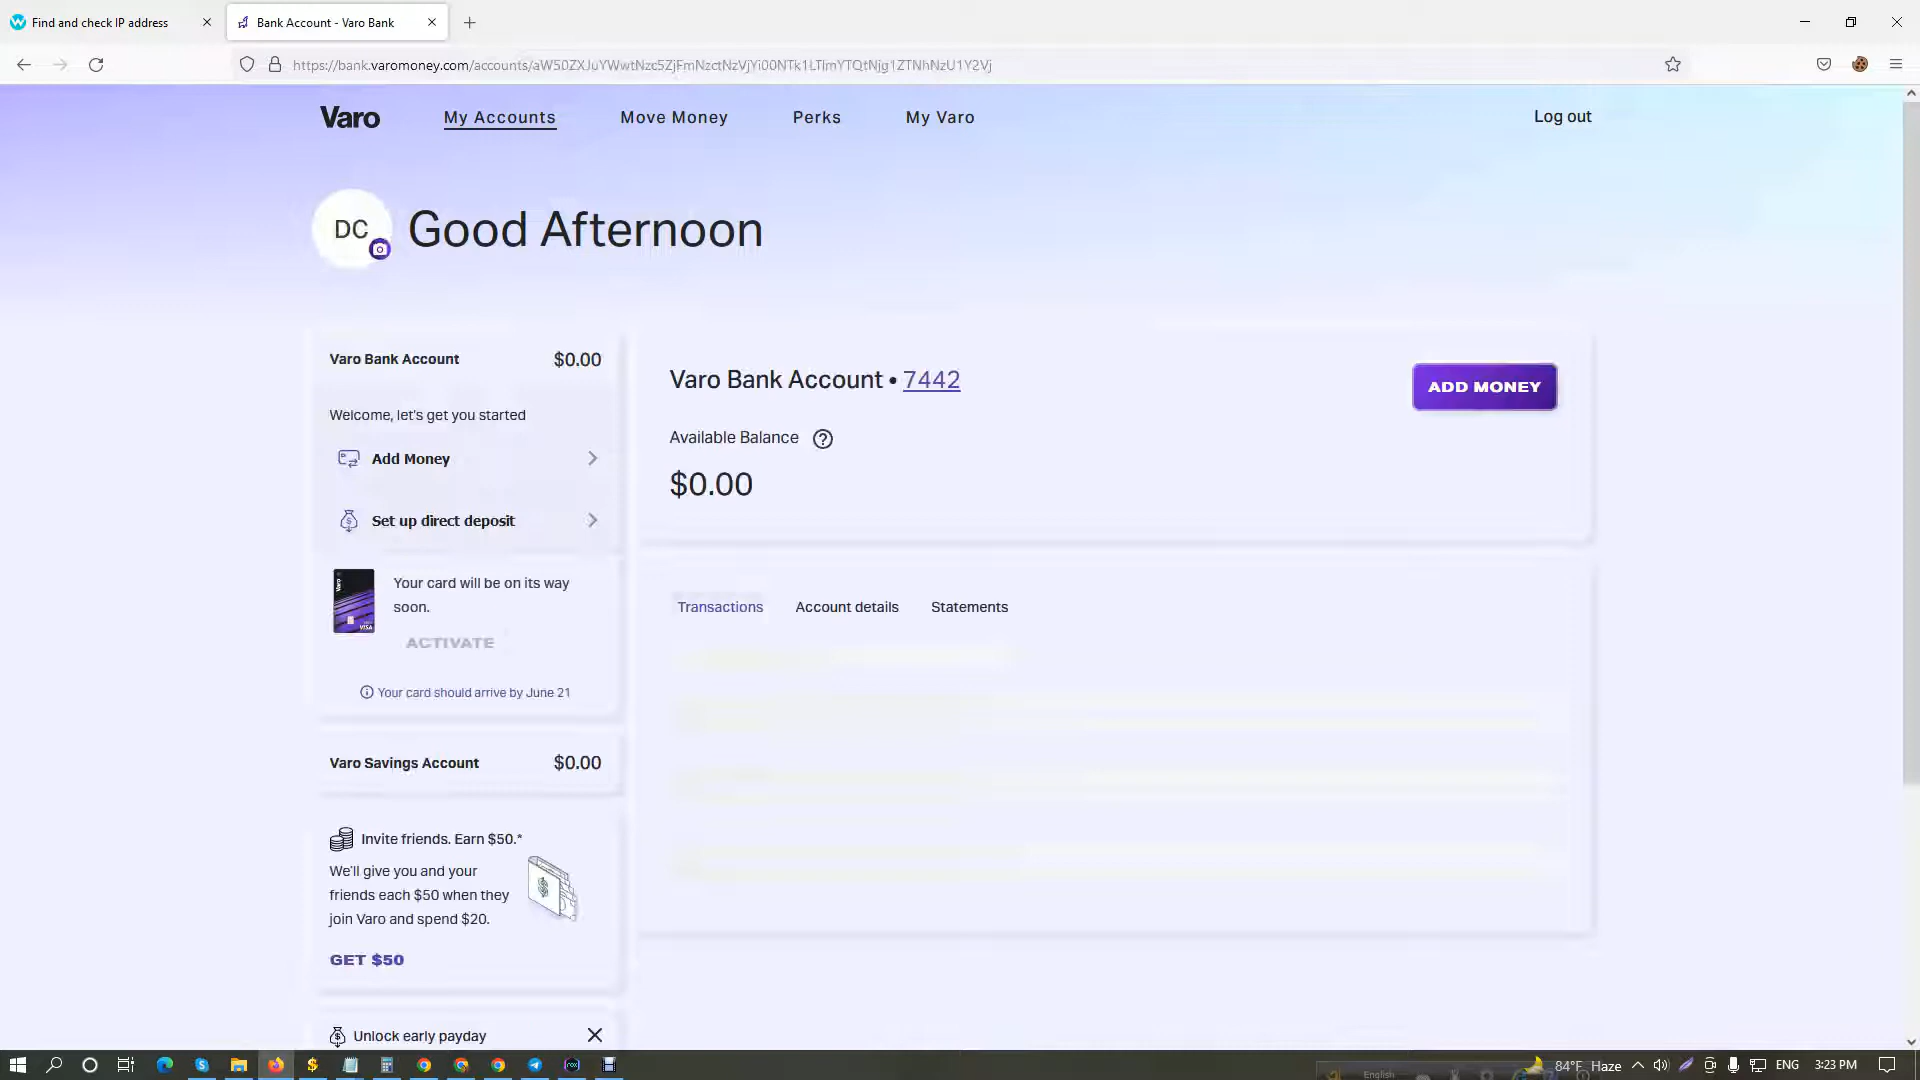 Find and check IP address
Bank Account - Varo Bank
https://bank.varomoney.com/accounts/
Varo
My Accounts
Move Money
Perks
My Varo
Log out
DC
Good Afternoon
Varo Bank Account
$0.00
Welcome, let's get you started
Add Money
Set up direct deposit
Varo
VISA
Your card will be on its way
soon.
ACTIVATE
Your card should arrive by June 21
Varo Savings Account
$0.00
Invite friends. Earn $50.*
We'll give you and your
friends each $50 when they
join Varo and spend $20.
GET $50
Unlock early payday
Varo Bank Account • 7442
ADD MONEY
Available Balance
$0.00
Transactions
Account details
Statements
English
84°F Haze
ENG
3:23 PM